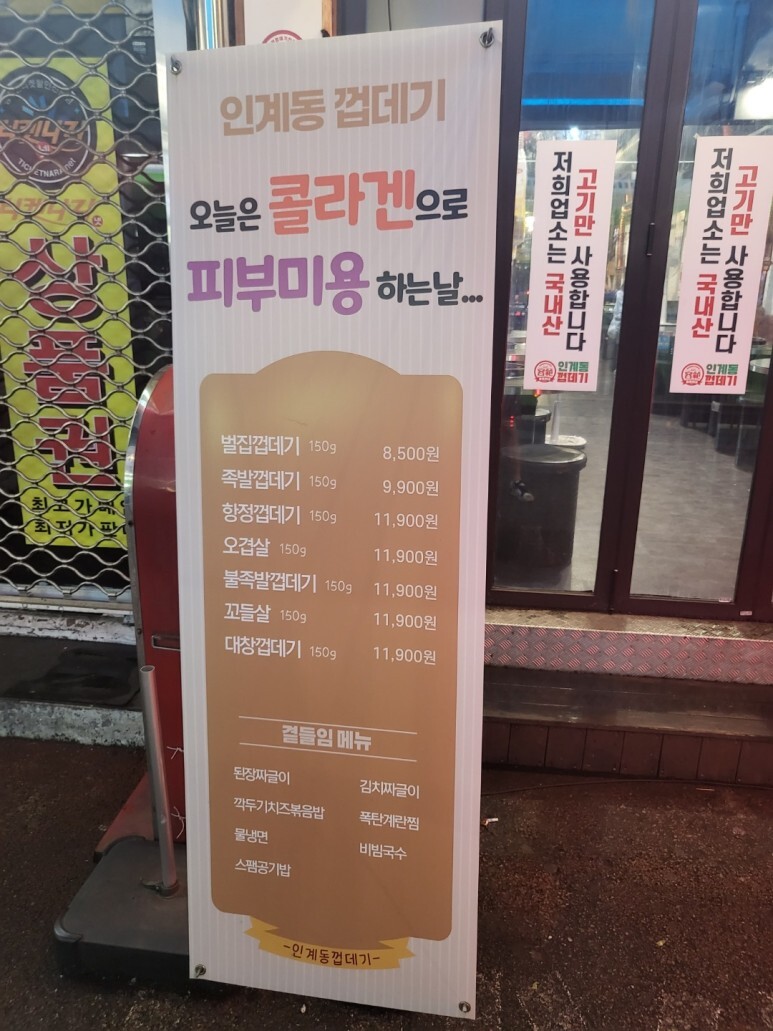 인계동 껍데기
오늘은 콜라겐으로
피부미용 하는날...
벌집껍데기 150g 8,500원
족발껍데기 150g 9,900원
항정껍데기 150g 11,900원
오겹살 150g 11,900원
불족발껍데기 150g 11,900원
꼬들살 150g 11,900원
대창껍데기 150g 11,900원
곁들임 메뉴
된장짜글이 김치짜글이
깍두기치즈볶음밥 폭탄계란찜
물냉면 비빔국수
스팸공기밥
-인계동껍데기-
저희업소는 국내산
고기만 사용합니다
인계동
껍데기
저희업소는 국내산
고기만 사용합니다
인계동
껍데기
상품권